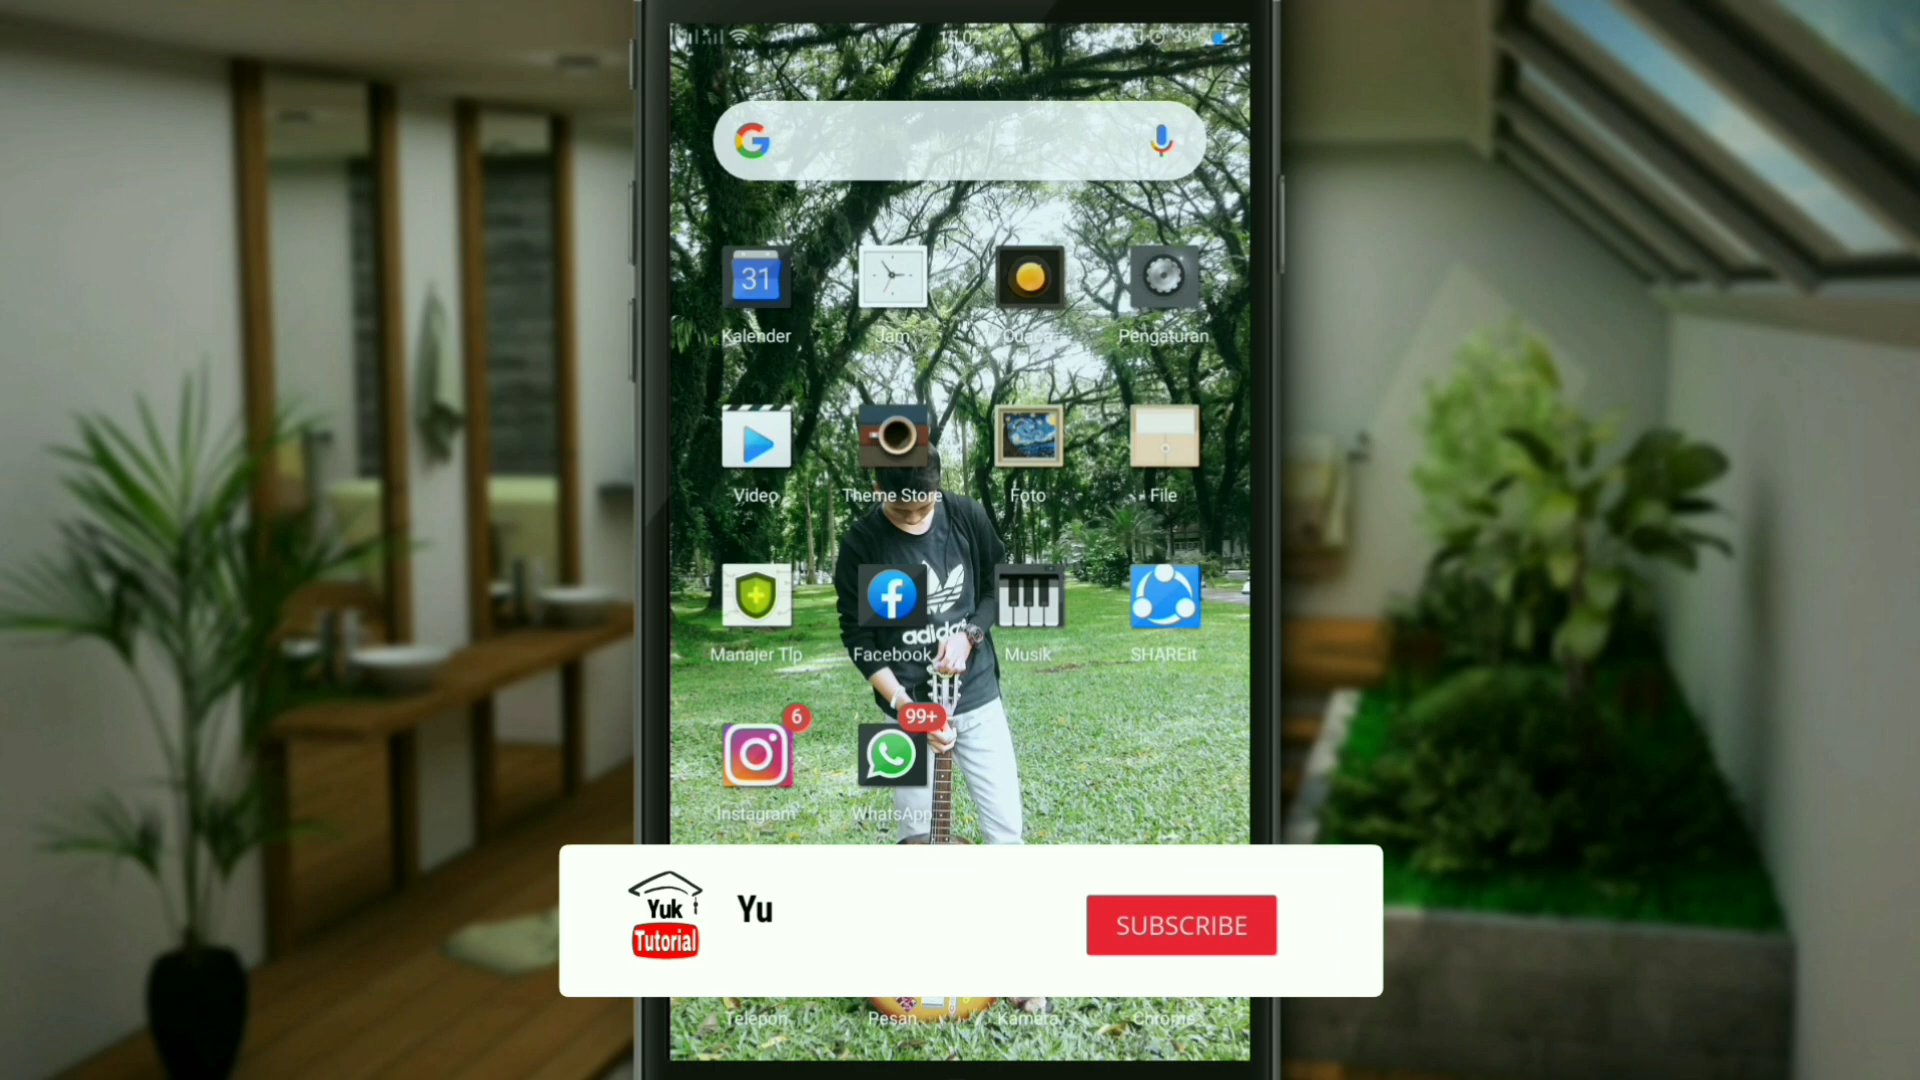 31
Kalender
Jam
Cuaca
Pengaturan
Video
Theme Store
Foto
File
adidas
Manajer Tlp
Facebook
Musik
SHAREit
6
99+
Instagram
WhatsApp
Yuk
Tutorial
Yu
SUBSCRIBE
Telepon
Pesan
Kamera
Chrome